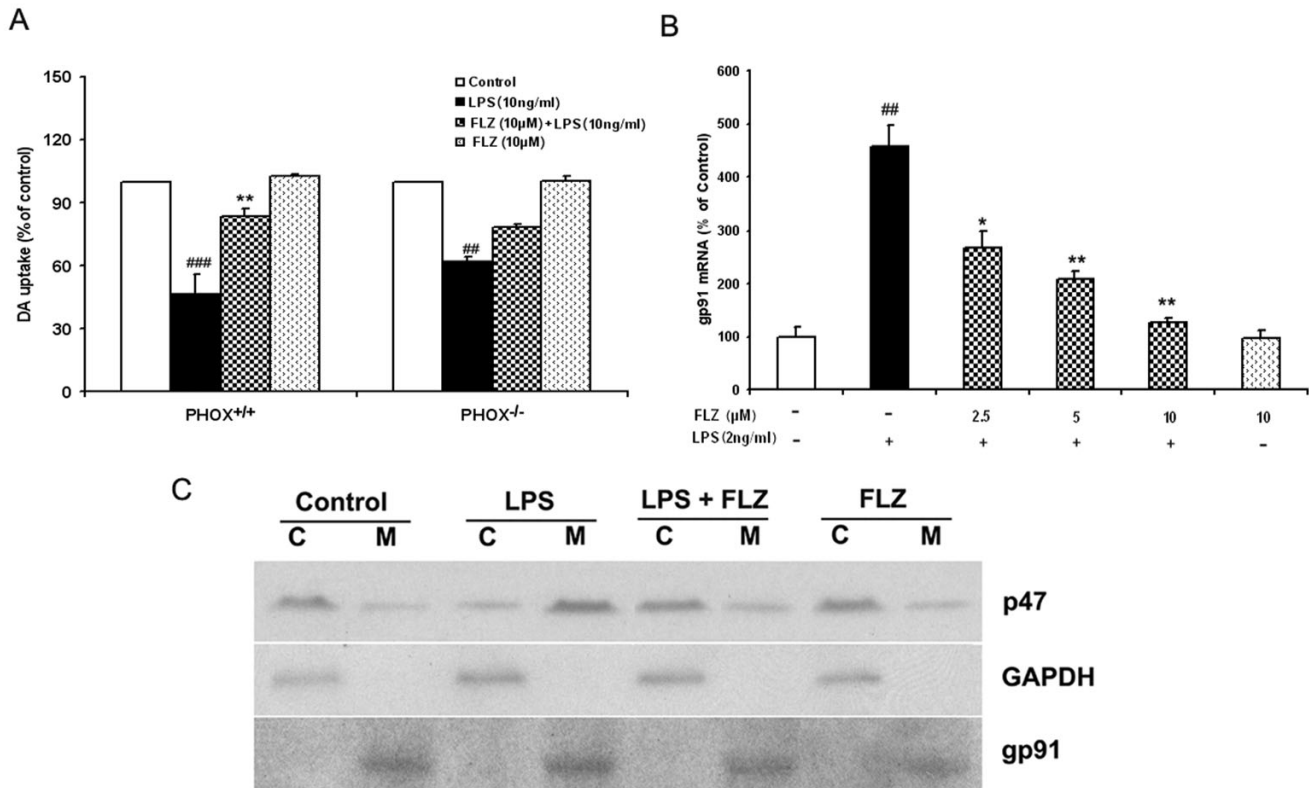 A
150
120
90
60
30
0
DA uptake (% of control)
Control
LPS(10ng/ml)
FLZ (10μM)+LPS(10ng/ml)
FLZ (10μM)
###
**
##
PHOX+/+
PHOX-/-
B
600
500
400
300
200
100
0
gp91 mRNA (% of Control)
##
*
**
**
FLZ (μM) - - 2.5 5 10 10
LPS(2ng/ml) - + + + + -
C
Control LPS LPS + FLZ FLZ
C M C M C M C M
p47
GAPDH
gp91